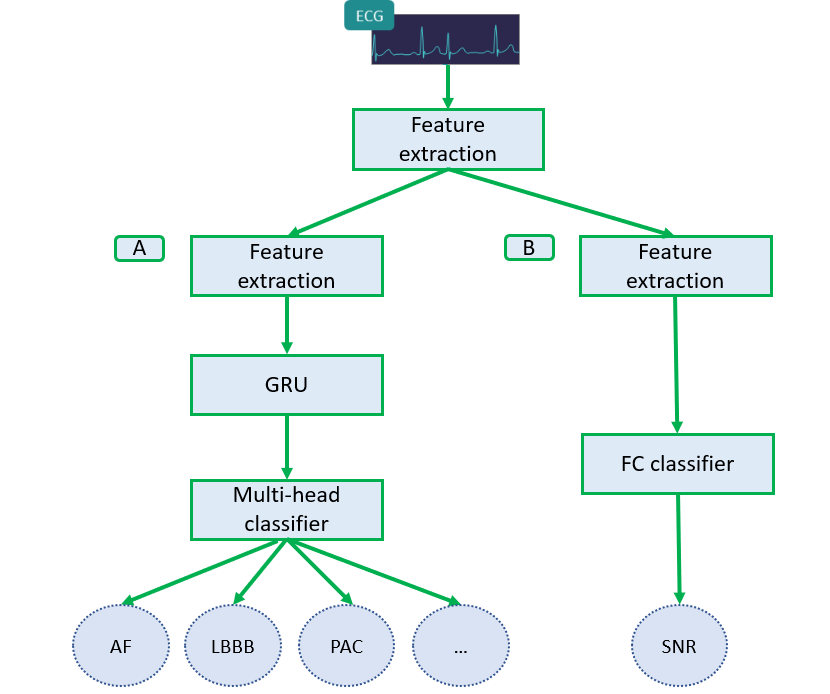 ECG
Feature
extraction
A
Feature
extraction
B
Feature
extraction
GRU
FC classifier
Multi-head
classifier
AF
LBBB
PAC
...
SNR